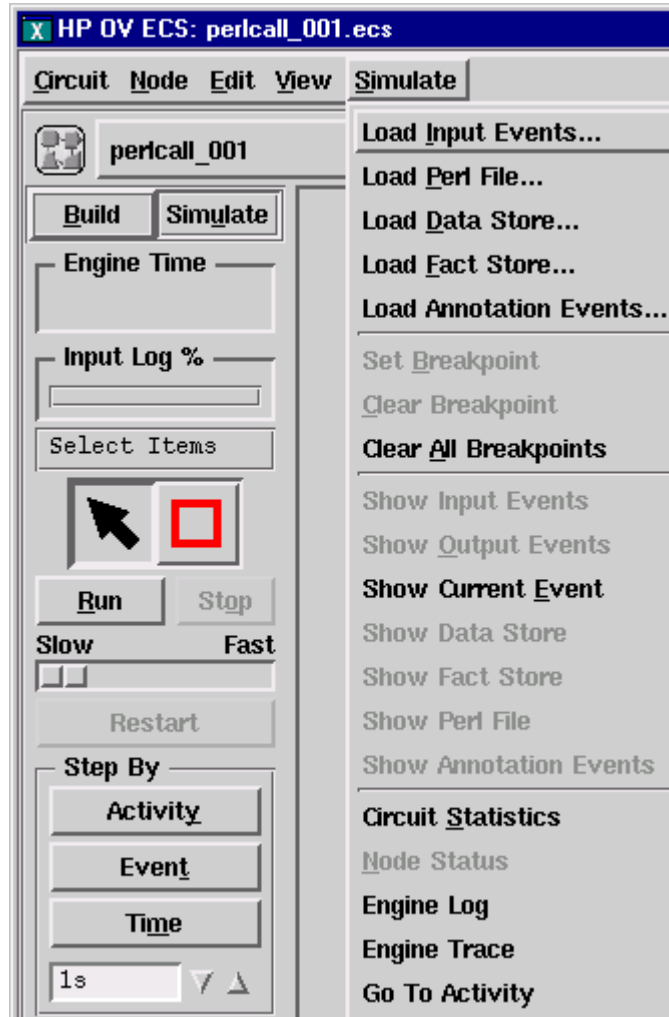 HP OV ECS: perlcall_001.ecs
Circuit Node Edit View Simulate
perlcall_001
Build Simulate
Engine Time
Input Log %
Select Items
Run Stop
Slow Fast
Restart
Step By
Activity
Event
Time
1s
Load Input Events...
Load Perl File...
Load Data Store...
Load Fact Store...
Load Annotation Events...
Set Breakpoint
Clear Breakpoint
Clear All Breakpoints
Show Input Events
Show Output Events
Show Current Event
Show Data Store
Show Fact Store
Show Perl File
Show Annotation Events
Circuit Statistics
Node Status
Engine Log
Engine Trace
Go To Activity